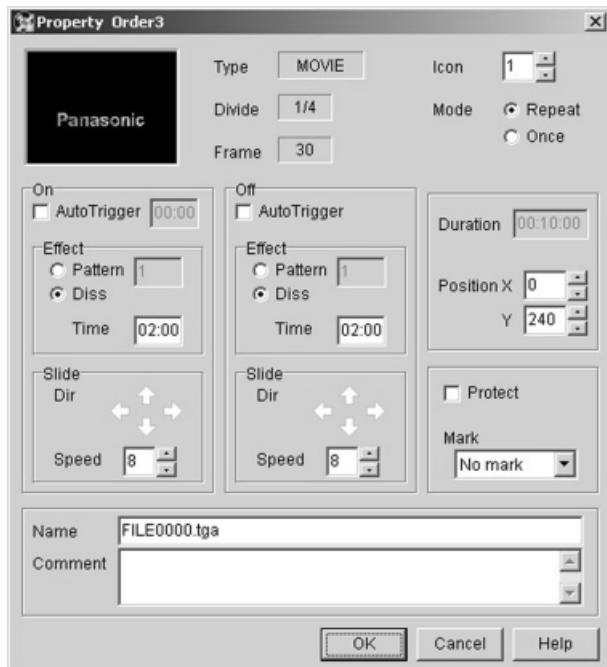 Property Order3
Panasonic
Type MOVIE
Divide 1/4
Frame 30
Icon 1
Mode Repeat
Once
On
AutoTrigger 00:00
Effect
Pattern 1
Diss
Time 02:00
Slide
Dir
Speed 8
Off
AutoTrigger
Effect
Pattern 1
Diss
Time 02:00
Slide
Dir
Speed 8
Duration 00:10:00
Position X 0
Y 240
Protect
Mark
No mark
Name FILE0000.tga
Comment
OK Cancel Help